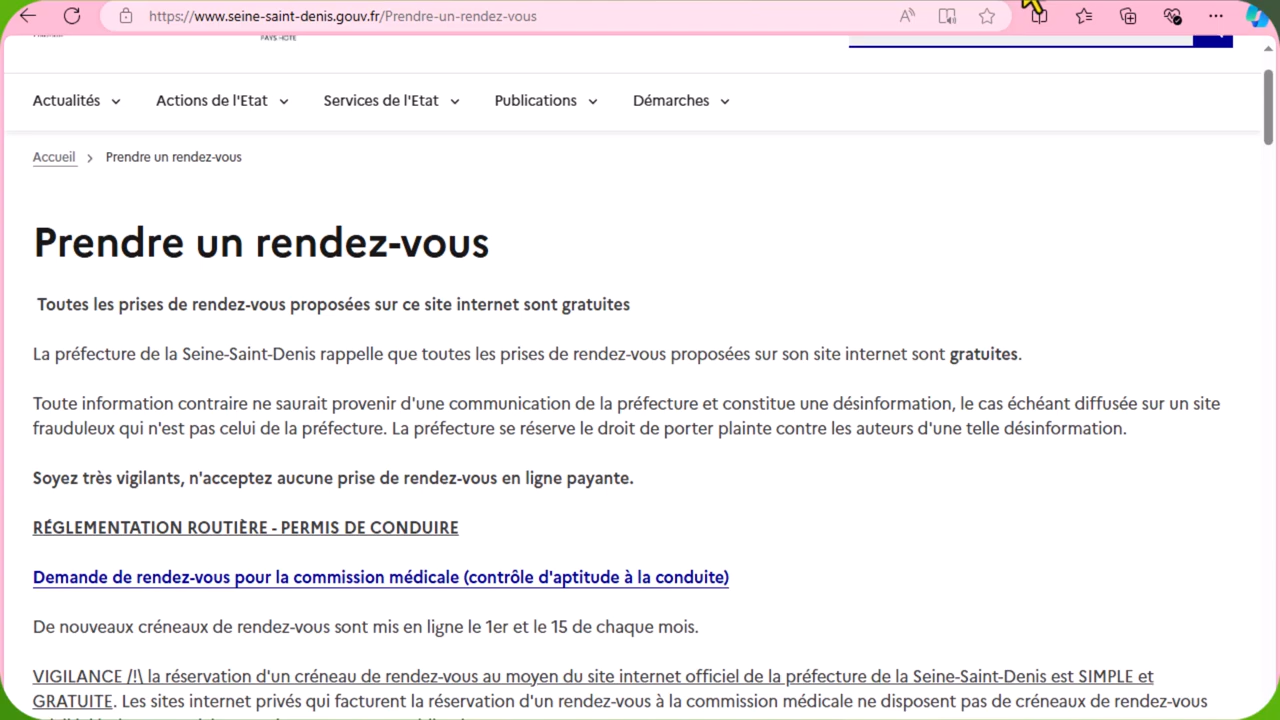 https://www.seine-saint-denis.gouv.fr/Prendre-un-rendez-vous
Actualités Actions de l'Etat Services de l'Etat Publications Démarches
Accueil > Prendre un rendez-vous
Prendre un rendez-vous
Toutes les prises de rendez-vous proposées sur ce site internet sont gratuites
La préfecture de la Seine-Saint-Denis rappelle que toutes les prises de rendez-vous proposées sur son site internet sont gratuites.
Toute information contraire ne saurait provenir d'une communication de la préfecture et constitue une désinformation, le cas échéant diffusée sur un site
frauduleux qui n'est pas celui de la préfecture. La préfecture se réserve le droit de porter plainte contre les auteurs d'une telle désinformation.
Soyez très vigilants, n'acceptez aucune prise de rendez-vous en ligne payante.
RÉGLEMENTATION ROUTIÈRE - PERMIS DE CONDUIRE
Demande de rendez-vous pour la commission médicale (contrôle d'aptitude à la conduite)
De nouveaux créneaux de rendez-vous sont mis en ligne le 1er et le 15 de chaque mois.
VIGILANCE /!\ la réservation d'un créneau de rendez-vous au moyen du site internet officiel de la préfecture de la Seine-Saint-Denis est SIMPLE et
GRATUITE. Les sites internet privés qui facturent la réservation d'un rendez-vous à la commission médicale ne disposent pas de créneaux de rendez-vous